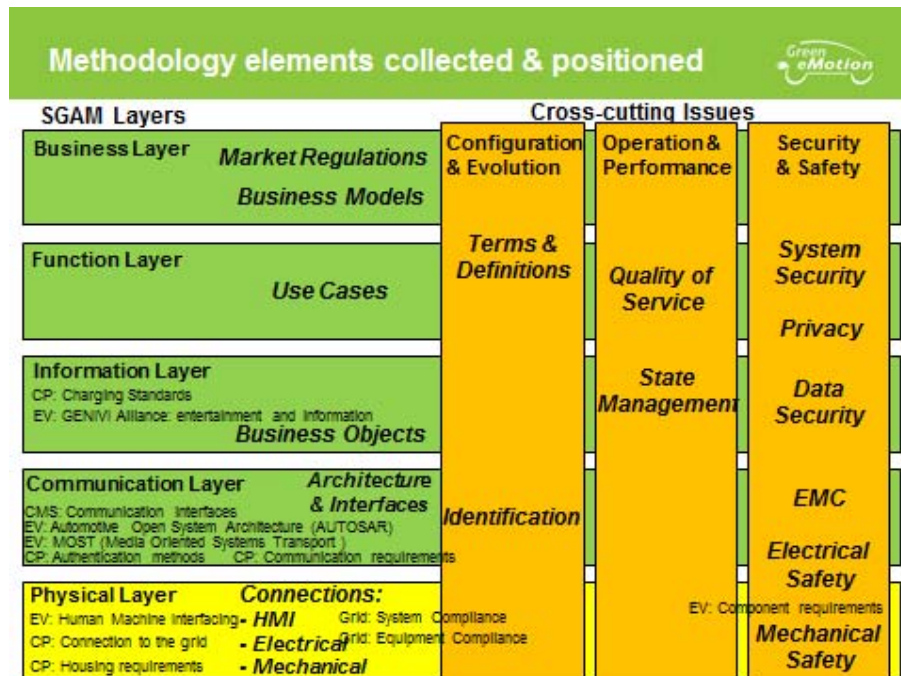 Methodology elements collected & positioned
Green
eMotion
SGAM Layers
Cross-cutting Issues
Business Layer
Market Regulations
Business Models
Configuration
& Evolution
Operation &
Performance
Security
& Safety
Function Layer
Use Cases
Terms &
Definitions
Quality of
Service
System
Security
Privacy
Information Layer
CP: Charging Standards
EV: GENIVI Alliance: entertainment and information
Business Objects
State
Management
Data
Security
Communication Layer
Architecture
& Interfaces
CMS: Communication Interfaces
EV: Automotive Open System Architecture (AUTOSAR)
EV: MOST (Media Oriented Systems Transport )
CP: Authentication methods CP: Communication requirements
Identification
EMC
Electrical
Safety
Physical Layer
Connections:
EV: Human Machine Interfacing
- HMI
Grid: System Compliance
CP: Connection to the grid
- Electrical
Grid: Equipment Compliance
CP: Housing requirements
- Mechanical
EV: Component requirements
Mechanical
Safety